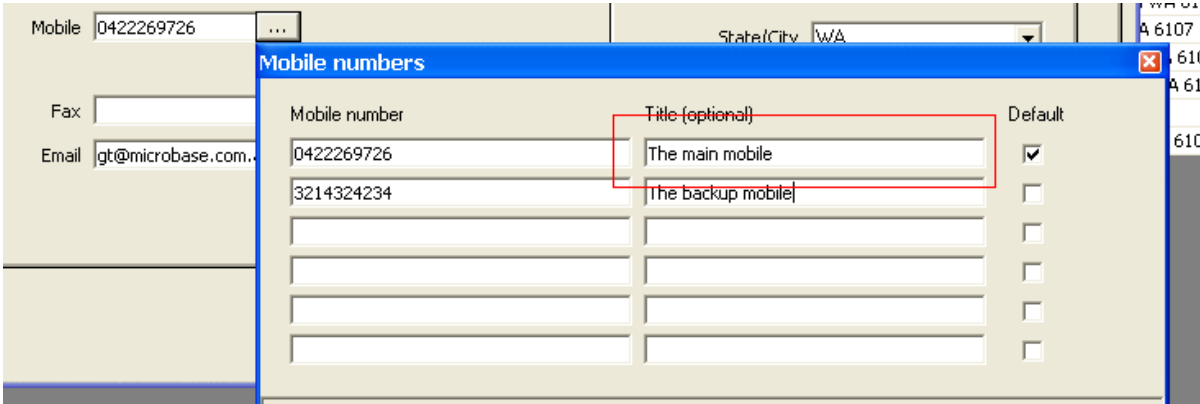 Mobile 0422269726 ...
State/City WA
A 6107
Mobile numbers
Fax
Mobile number Title (optional) Default
Email gt@microbase.com.
0422269726 The main mobile
3214324234 The backup mobile